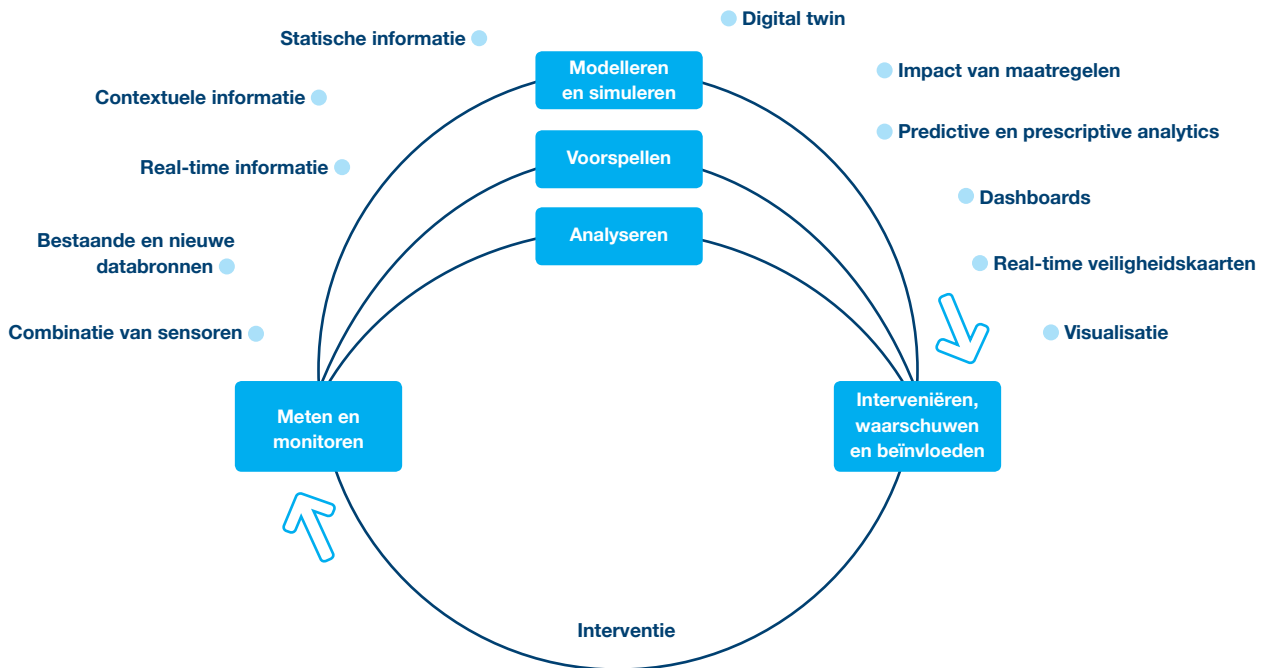 Digital twin
Statische informatie
Modelleren
en simuleren
Impact van maatregelen
Contextuele informatie
Predictive en prescriptive analytics
Voorspellen
Real-time informatie
Dashboards
Analyseren
Bestaande en nieuwe
databronnen
Real-time veiligheidskaarten
Combinatie van sensoren
Visualisatie
Meten en
monitoren
Interveniëren,
waarschuwen
en beïnvloeden
Interventie